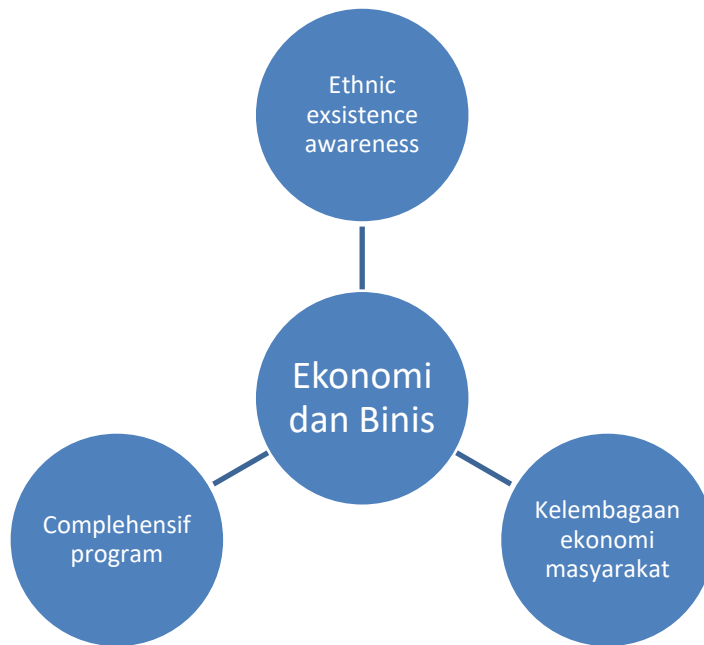 Ethnic
exsistence
awareness
Ekonomi
dan Binis
Complehensif
program
Kelembagaan
ekonomi
masyarakat